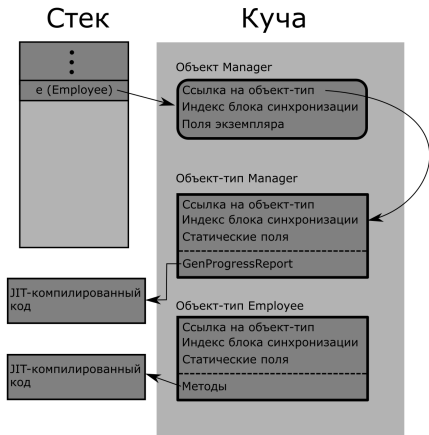 Стек
Куча
e (Employee)
Объект Manager
Ссылка на объект-тип
Индекс блока синхронизации
Поля экземпляра
Объект-тип Manager
Ссылка на объект-тип
Индекс блока синхронизации
Статические поля
GenProgressReport
JIT-компилированный
код
Объект-тип Employee
Ссылка на объект-тип
Индекс блока синхронизации
Статические поля
Методы
JIT-компилированный
код